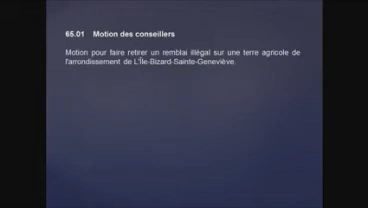 65.01 Motion des conseillers
Motion pour faire retirer un remblai illégal sur une terre agricole de
l'arrondissement de L'Île-Bizard-Sainte-Geneviève.